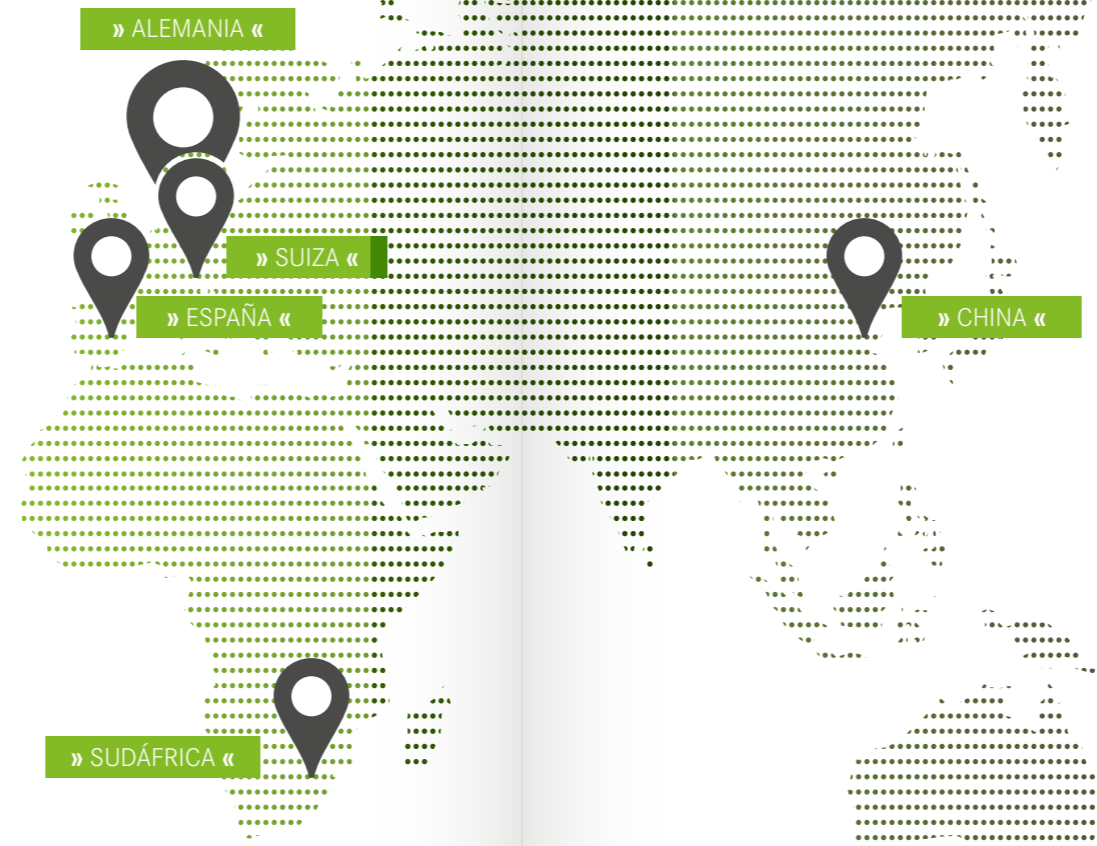 » ALEMANIA «
» SUIZA «
» ESPAÑA «
» CHINA «
» SUDÁFRICA «